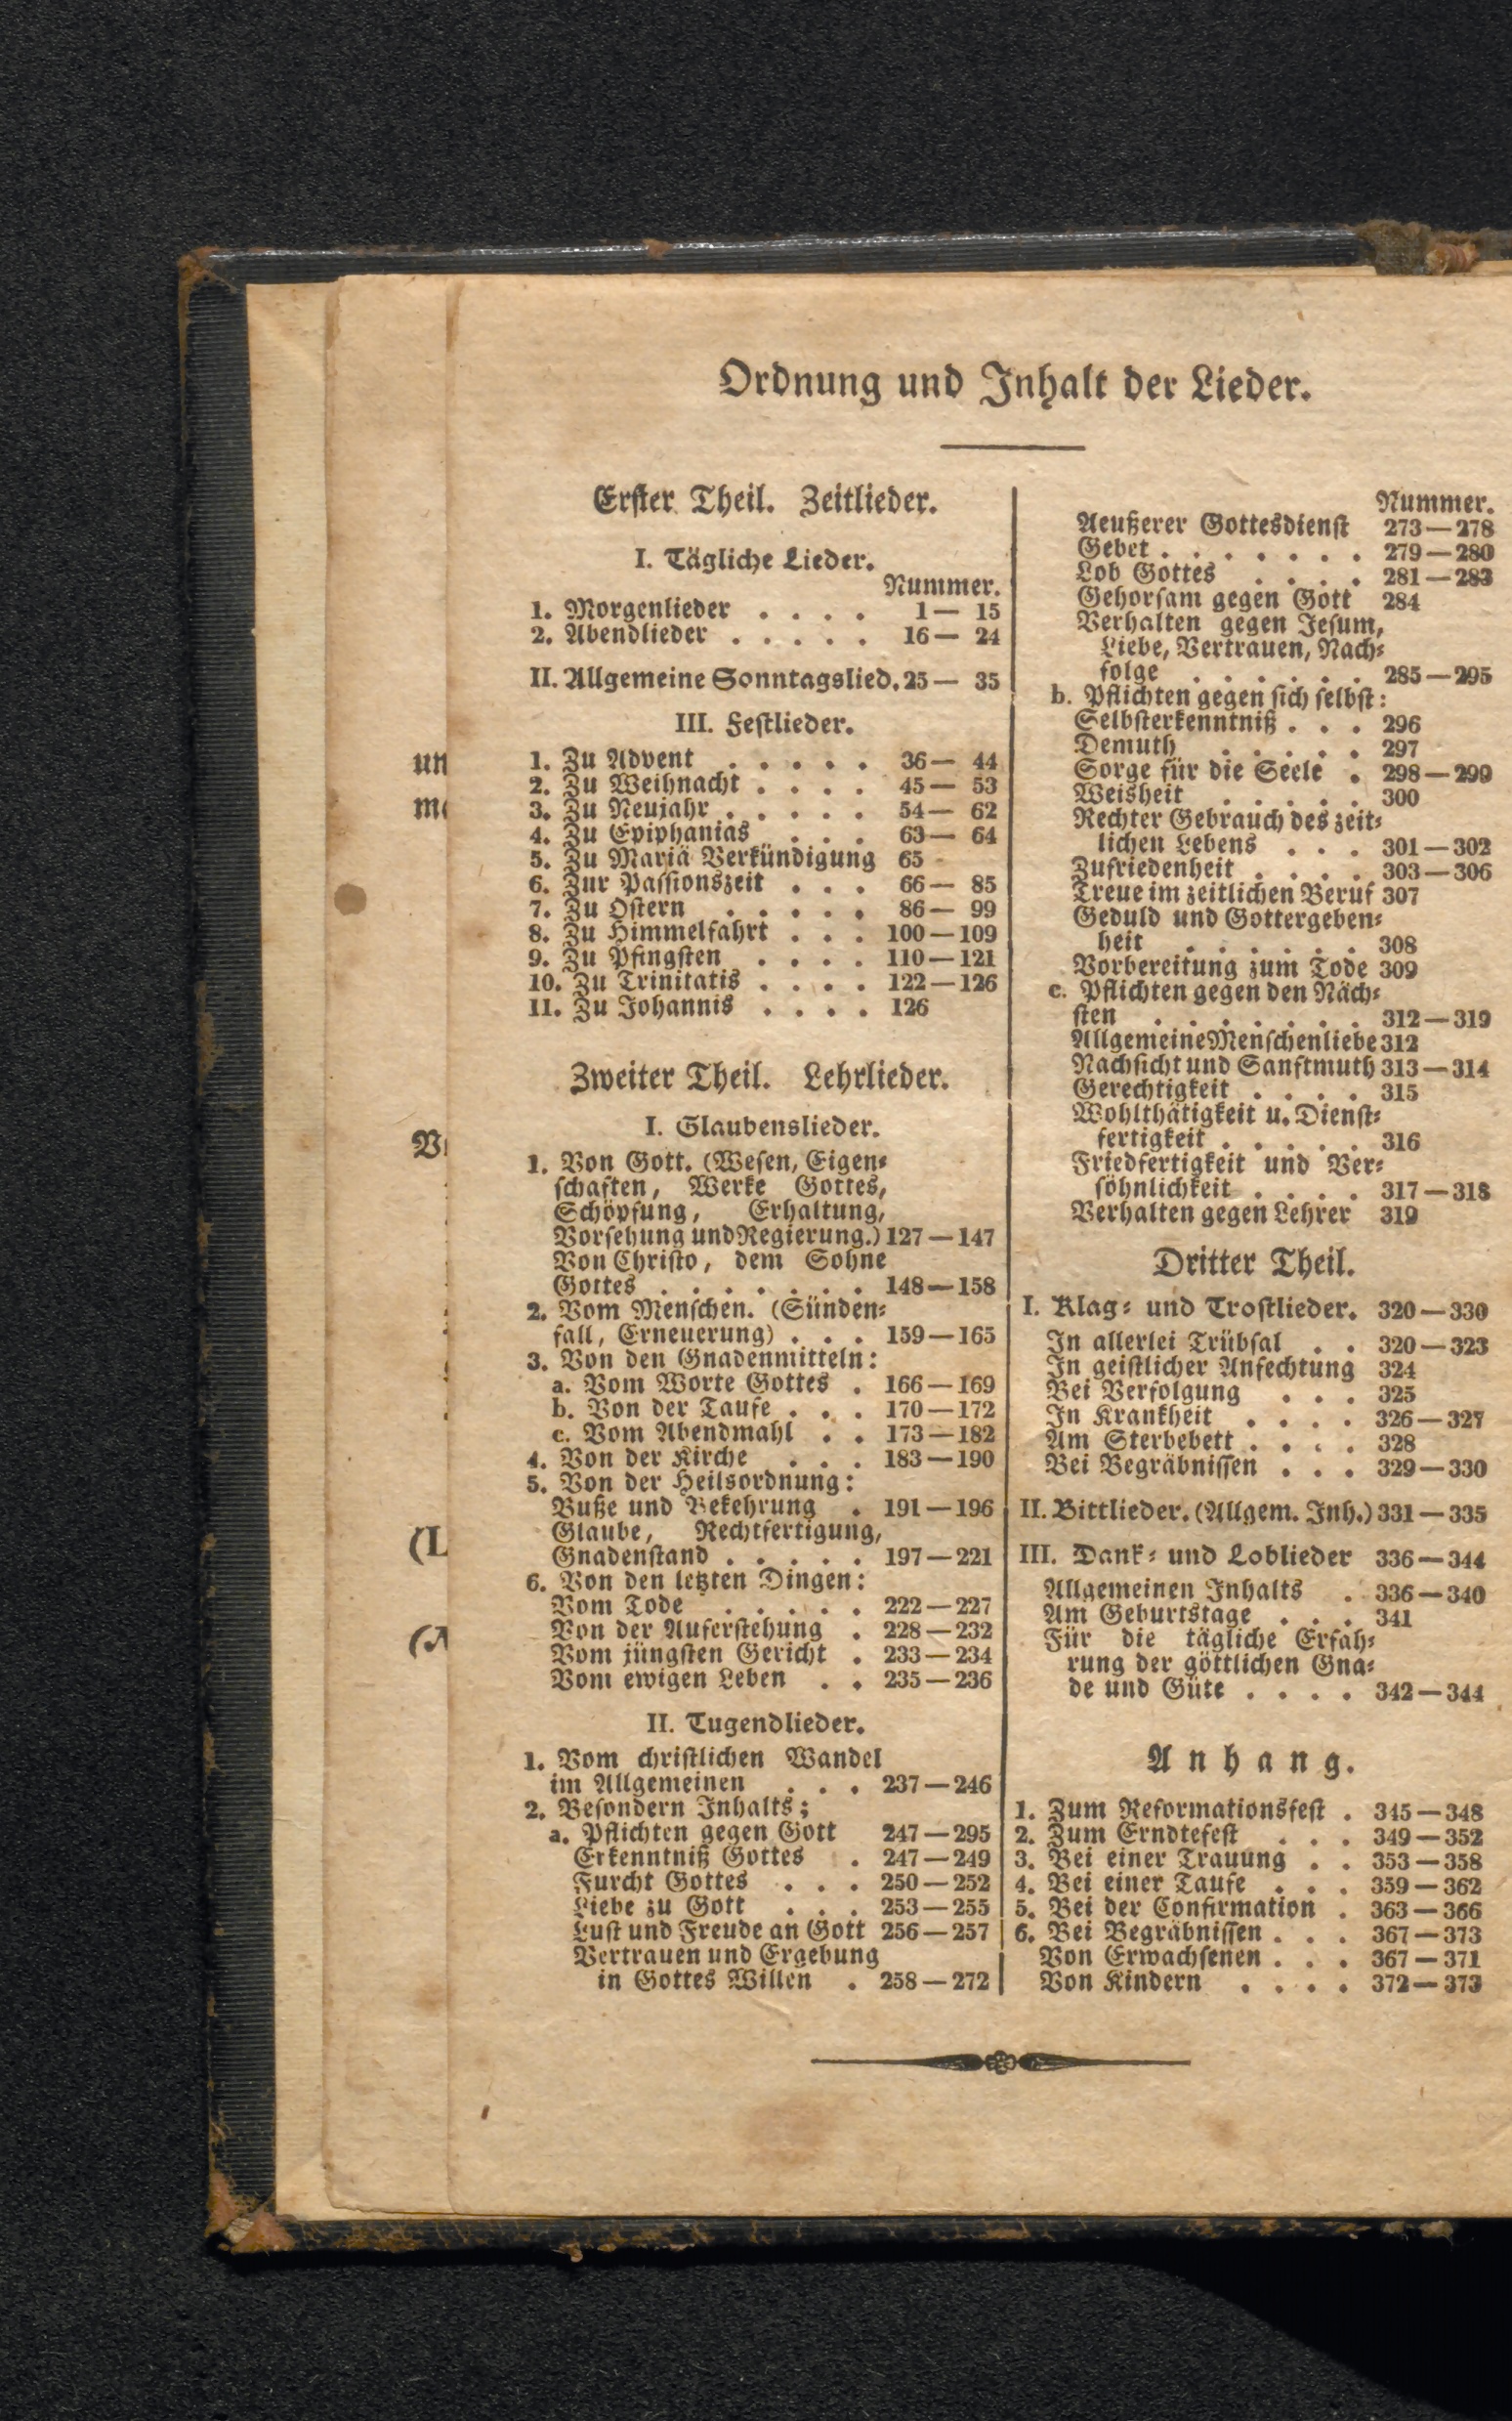 Ordnung und Inhalt der Lieder.
Erster Theil. Zeitlieder.
I. Tägliche Lieder.
Nummer.
1. Morgenlieder . . . . 1 — 15
2. Abendlieder . . . . . 16 — 24
II. Allgemeine Sonntagslied. 25 — 35
III. Festlieder.
1. Zu Advent . . . . . 36 — 44
2. Zu Weihnacht . . . . 45 — 53
3. Zu Neujahr . . . . . 54 — 62
4. Zu Epiphanias . . . 63 — 64
5. Zu Mariä Verkündigung 65
6. Zur Passionszeit . . . 66 — 85
7. Zu Ostern . . . . . 86 — 99
8. Zu Himmelfahrt . . . 100 — 109
9. Zu Pfingsten . . . . 110 — 121
10. Zu Trinitatis . . . . 122 — 126
11. Zu Johannis . . . . 126
Zweiter Theil. Lehrlieder.
I. Glaubenslieder.
1. Von Gott. (Wesen, Eigen-
schaften, Werke Gottes,
Schöpfung, Erhaltung,
Vorsehung und Regierung.) 127 — 147
Von Christo, dem Sohne
Gottes . . . . . . . 148 — 158
2. Vom Menschen. (Sünden-
fall, Erneuerung) . . . 159 — 165
3. Von den Gnadenmitteln:
a. Vom Worte Gottes . 166 — 169
b. Von der Taufe . . . 170 — 172
c. Vom Abendmahl . . 173 — 182
4. Von der Kirche . . . 183 — 190
5. Von der Heilsordnung:
Buße und Bekehrung . 191 — 196
Glaube, Rechtfertigung,
Gnadenstand . . . . . 197 — 221
6. Von den letzten Dingen:
Vom Tode . . . . . 222 — 227
Von der Auferstehung . 228 — 232
Vom jüngsten Gericht . 233 — 234
Vom ewigen Leben . . 235 — 236
II. Tugendlieder.
1. Vom christlichen Wandel
im Allgemeinen . . . 237 — 246
2. Besondern Inhalts;
a. Pflichten gegen Gott 247 — 295
Erkenntniß Gottes . 247 — 249
Furcht Gottes . . . 250 — 252
Liebe zu Gott . . . 253 — 255
Lust und Freude an Gott 256 — 257
Vertrauen und Ergebung
in Gottes Willen . 258 — 272
Nummer.
Aeußerer Gottesdienst 273 — 278
Gebet . . . . . . . 279 — 280
Lob Gottes . . . . 281 — 283
Gehorsam gegen Gott 284
Verhalten gegen Jesum,
Liebe, Vertrauen, Nach-
folge . . . . . . 285 — 295
b. Pflichten gegen sich selbst:
Selbsterkenntniß . . . 296
Demuth . . . . . 297
Sorge für die Seele . 298 — 299
Weisheit . . . . . 300
Rechter Gebrauch des zeit-
lichen Lebens . . . 301 — 302
Zufriedenheit . . . . 303 — 306
Treue im zeitlichen Beruf 307
Geduld und Gottergeben-
heit . . . . . . 308
Vorbereitung zum Tode 309
c. Pflichten gegen den Näch-
sten . . . . . . . 312 — 319
Allgemeine Menschenliebe 312
Nachsicht und Sanftmuth 313 — 314
Gerechtigkeit . . . . 315
Wohlthätigkeit u. Dienst-
fertigkeit . . . . . 316
Friedfertigkeit und Ver-
söhnlichkeit . . . . 317 — 318
Verhalten gegen Lehrer 319
Dritter Theil.
I. Klag- und Trostlieder. 320 — 330
In allerlei Trübsal . . 320 — 323
In geistlicher Anfechtung 324
Bei Verfolgung . . . 325
In Krankheit . . . . 326 — 327
Am Sterbebett . . . . 328
Bei Begräbnissen . . . 329 — 330
II. Bittlieder. (Allgem. Inh.) 331 — 335
III. Dank- und Loblieder 336 — 344
Allgemeinen Inhalts . 336 — 340
Am Geburtstage . . . 341
Für die tägliche Erfah-
rung der göttlichen Gna-
de und Güte . . . . 342 — 344
Anhang.
1. Zum Reformationsfest . 345 — 348
2. Zum Erndtefest . . . 349 — 352
3. Bei einer Trauung . . 353 — 358
4. Bei einer Taufe . . . 359 — 362
5. Bei der Confirmation . 363 — 366
6. Bei Begräbnissen . . . 367 — 373
Von Erwachsenen . . . 367 — 371
Von Kindern . . . . 372 — 373